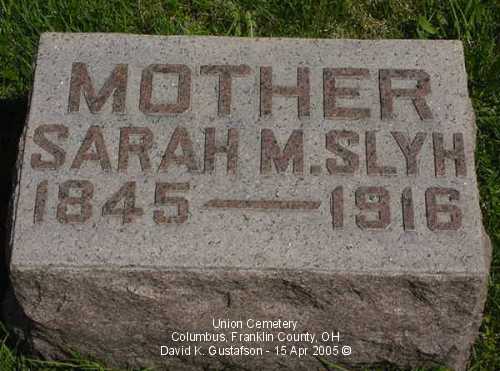 MOTHER
SARAH M. SLYH
1845 — 1916
Union Cemetery
Columbus, Franklin County, OH
David K. Gustafson - 15 Apr 2005 ©